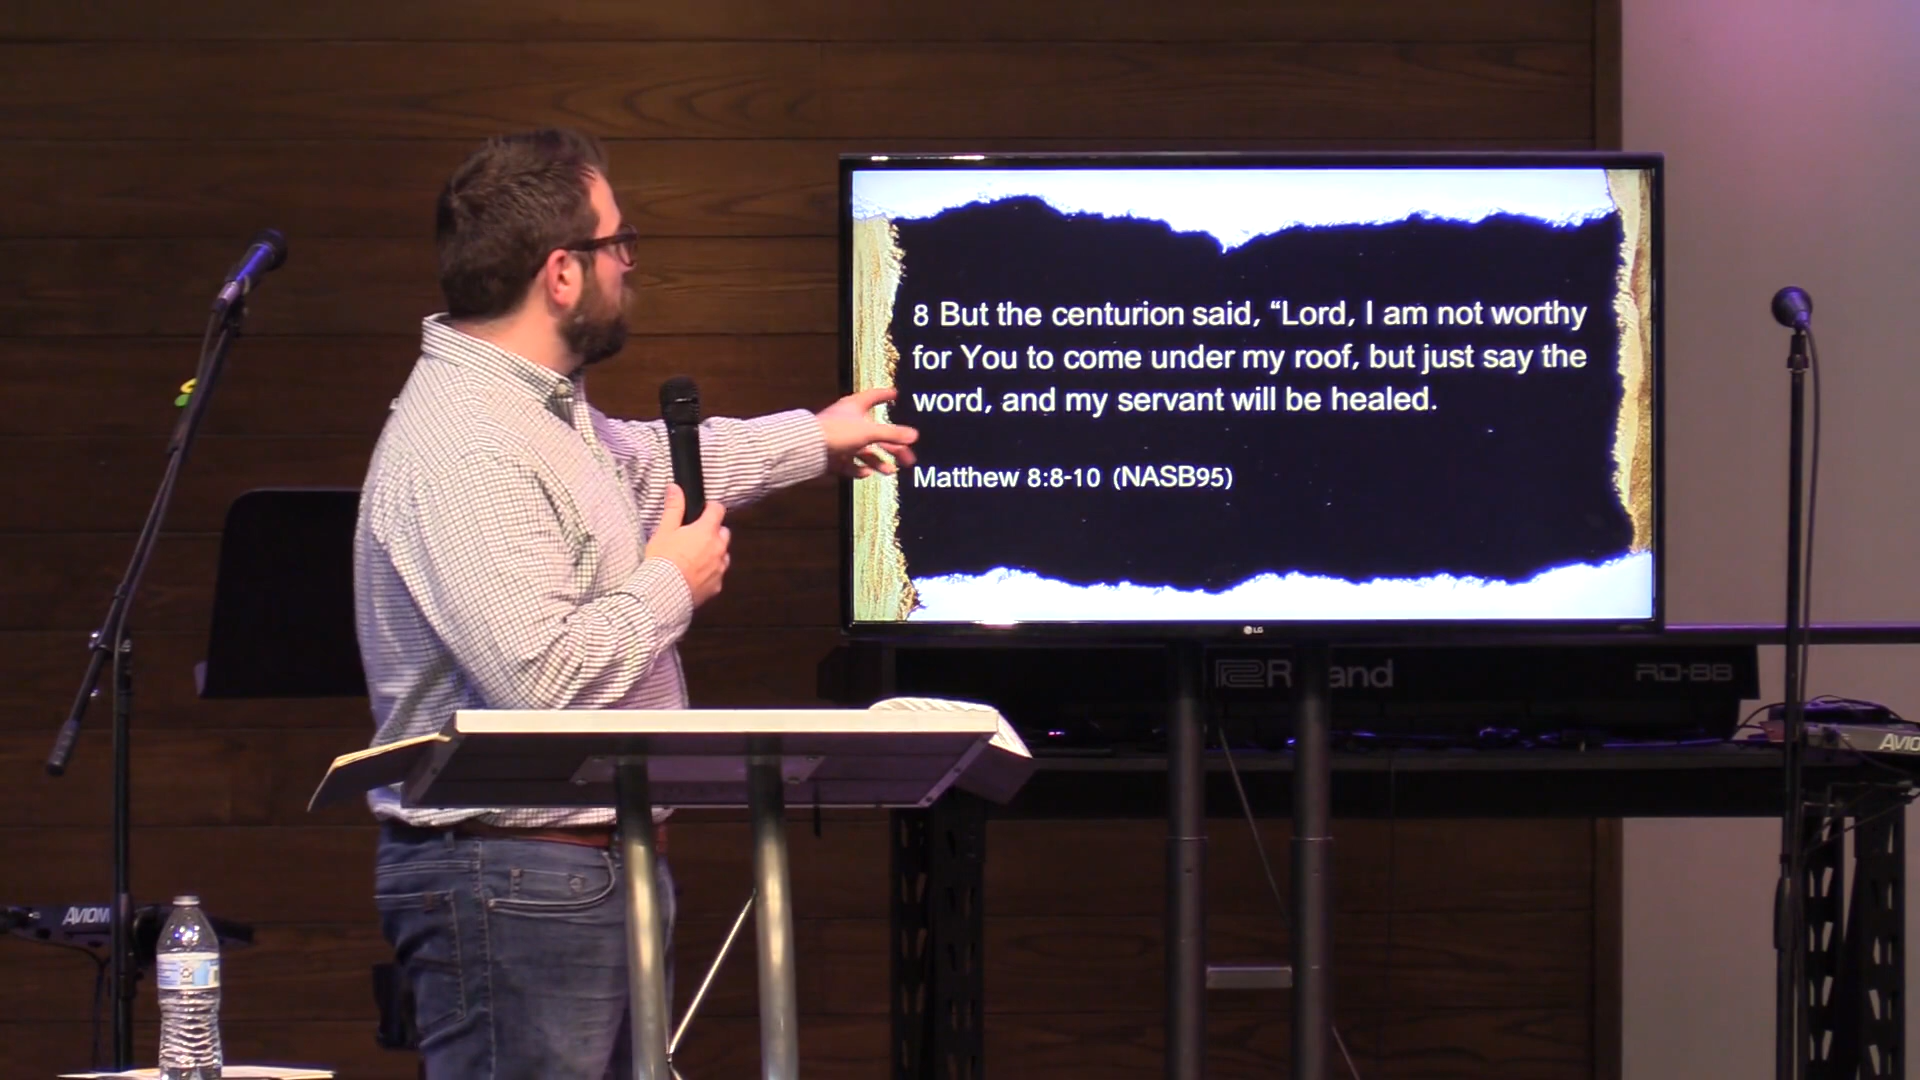 8 But the centurion said, “Lord, I am not worthy
for You to come under my roof, but just say the
word, and my servant will be healed.
Matthew 8:8-10 (NASB95)
LG
Roland
RD-88
AVIOM